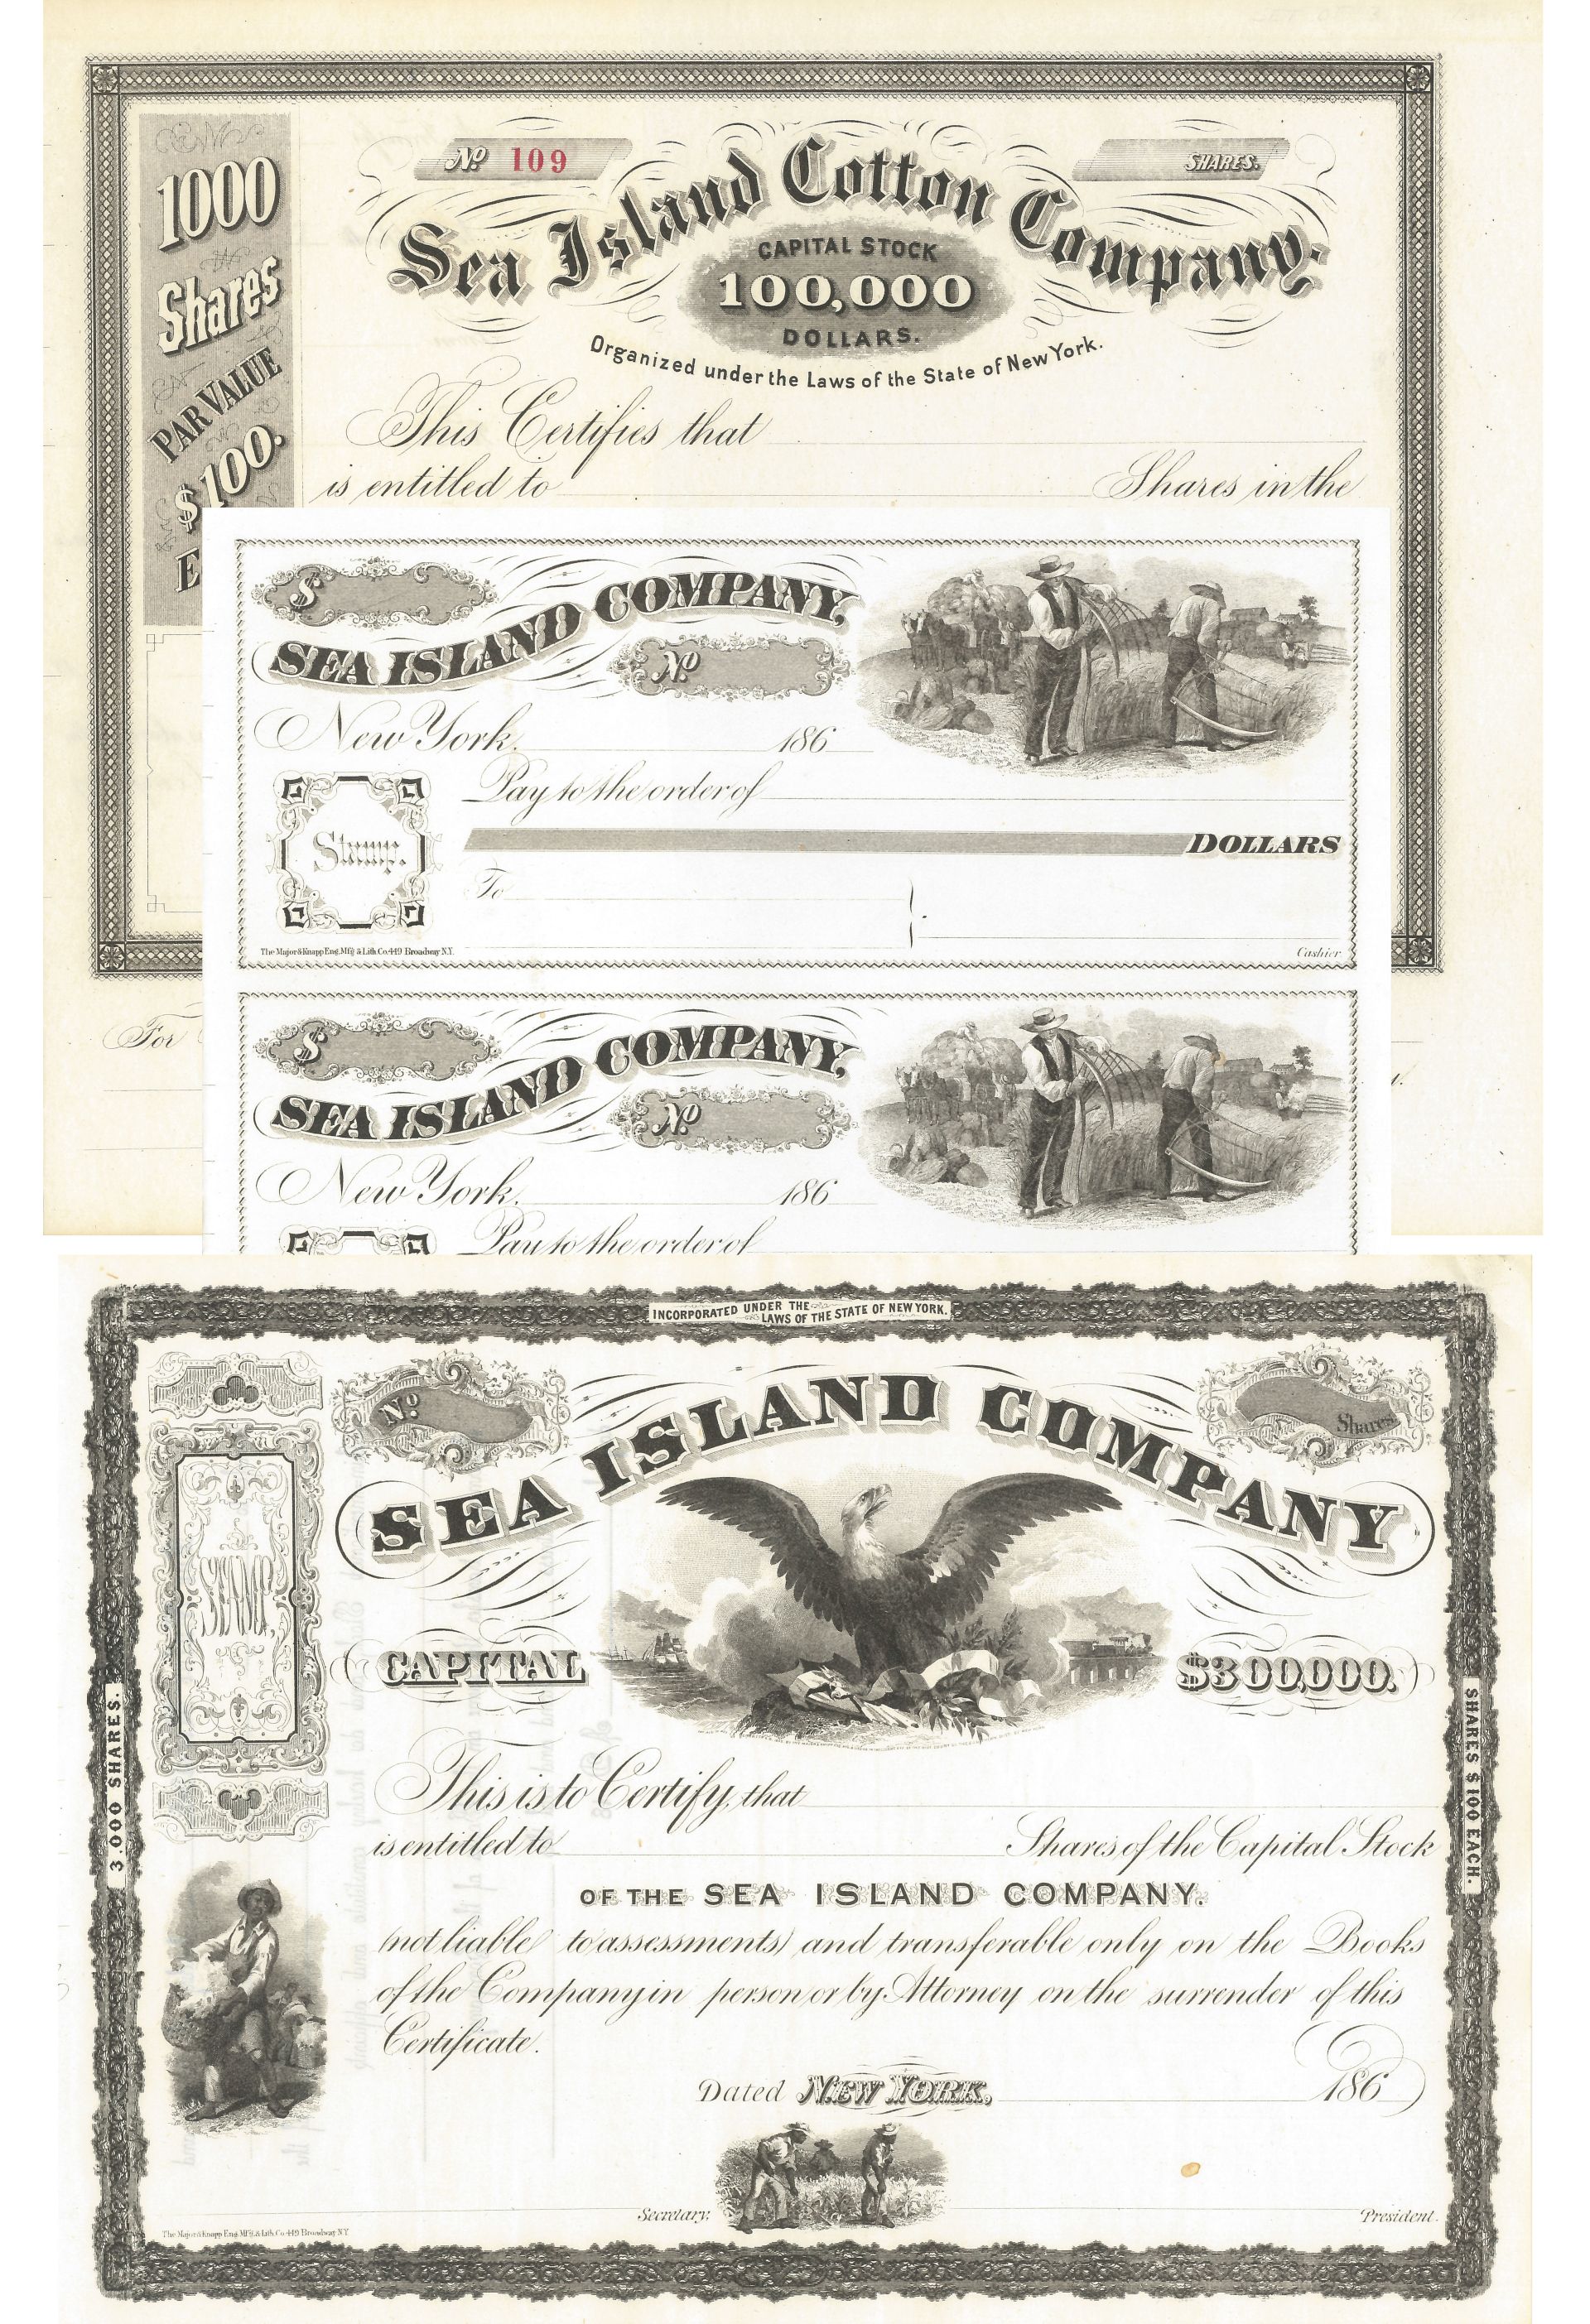 No 109
SHARES.
Sea Island Cotton Company.
CAPITAL STOCK
100,000
DOLLARS.
Organized under the Laws of the State of New York.
1000
Shares
PAR VALUE
$100.
E
This Certifies that
is entitled to Shares in the
For
$
SEA ISLAND COMPANY,
No
New York, 186
Pay to the order of
Stamp.
DOLLARS
To
The Major & Knapp Eng. Mfg & Lith Co. 449 Broadway N.Y.
Cashier
$
SEA ISLAND COMPANY,
No
New York, 186
Pay to the order of
INCORPORATED UNDER THE
LAWS OF THE STATE OF NEW YORK.
No.
Shares
SEA ISLAND COMPANY
STAMP.
CAPITAL $300,000.
3,000 SHARES.
SHARES $100 EACH.
This is to Certify, that
is entitled to Shares of the Capital Stock
OF THE SEA ISLAND COMPANY.
(not liable to assessments) and transferable only on the Books
of the Company in person or by Attorney on the surrender of this
Certificate.
Dated NEW YORK, 186
Secretary.
President.
The Major & Knapp Eng. Mfg. & Lith. Co. 449 Broadway N.Y.